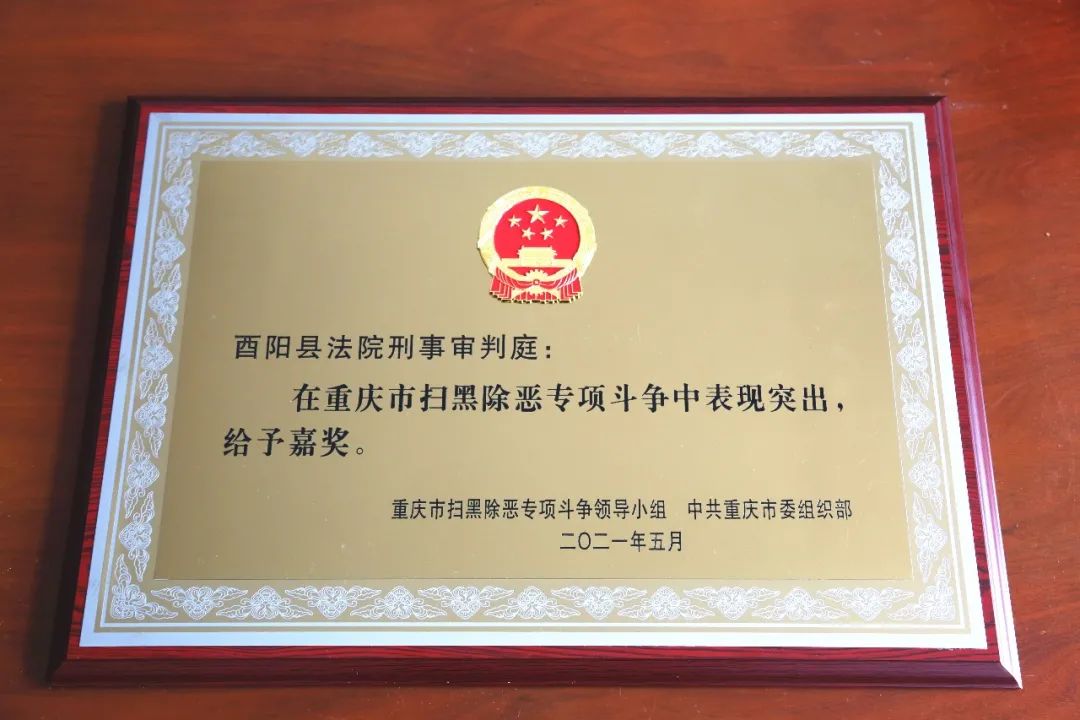 酉阳县法院刑事审判庭：
在重庆市扫黑除恶专项斗争中表现突出，
给予嘉奖。
重庆市扫黑除恶专项斗争领导小组 中共重庆市委组织部
二〇二一年五月